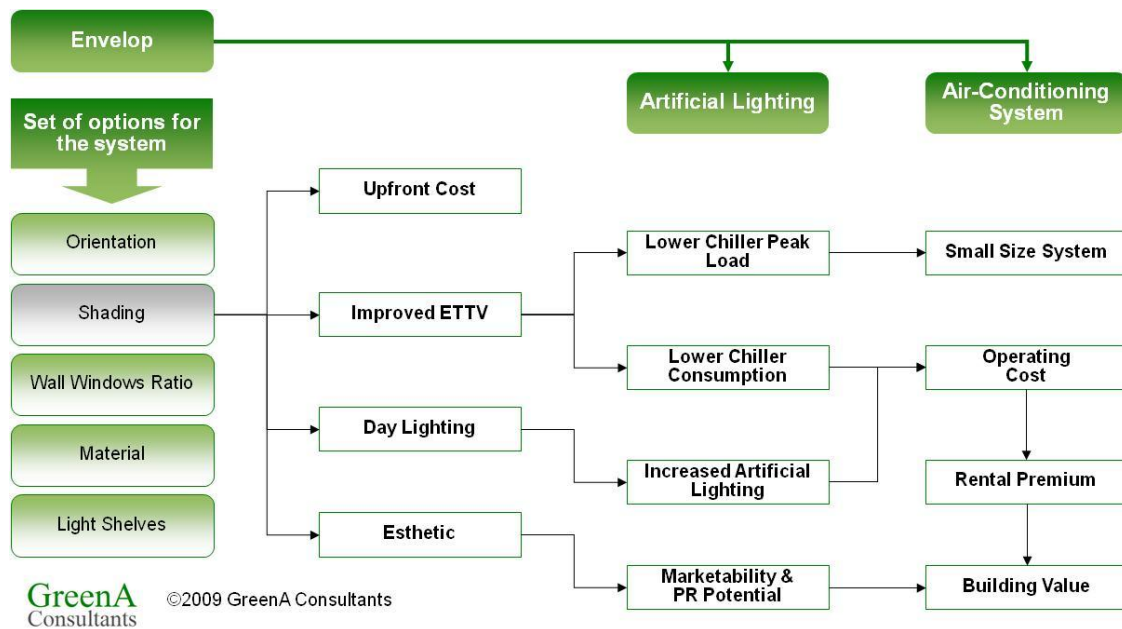 Envelop
Artificial Lighting
Air-Conditioning
System
Set of options for
the system
Upfront Cost
Orientation
Lower Chiller Peak
Load
Small Size System
Shading
Improved ETTV
Wall Windows Ratio
Lower Chiller
Consumption
Operating
Cost
Day Lighting
Material
Increased Artificial
Lighting
Rental Premium
Light Shelves
Esthetic
Marketability &
PR Potential
Building Value
GreenA
Consultants
©2009 GreenA Consultants